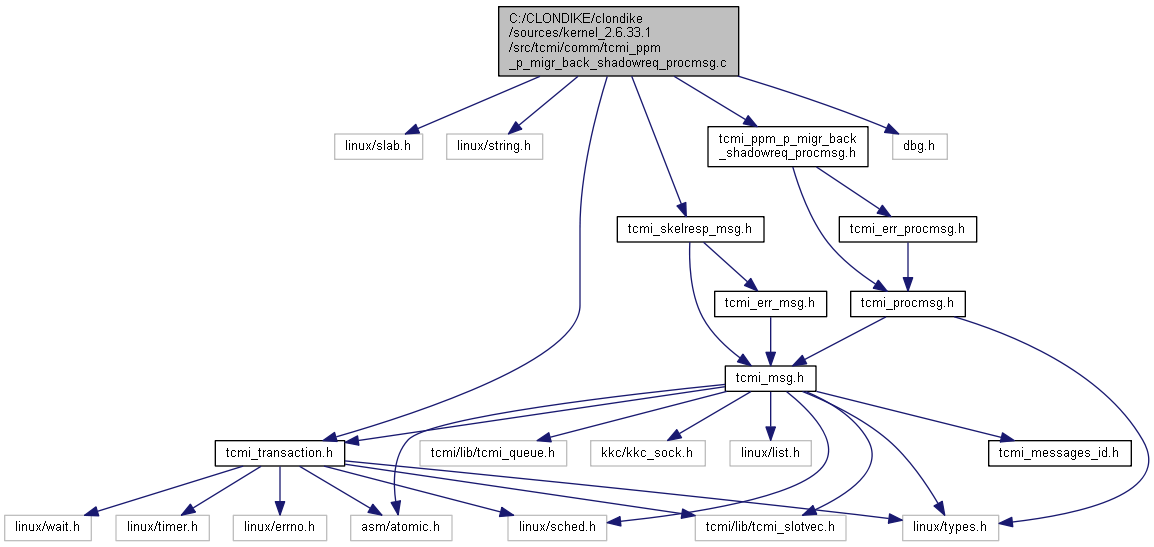 C:/CLONDIKE/clondike
/sources/kernel_2.6.33.1
/src/tcmi/comm/tcmi_ppm
_p_migr_back_shadowreq_procmsg.c
linux/slab.h
linux/string.h
tcmi_ppm_p_migr_back
_shadowreq_procmsg.h
dbg.h
tcmi_skelresp_msg.h
tcmi_err_procmsg.h
tcmi_err_msg.h
tcmi_procmsg.h
tcmi_msg.h
tcmi_transaction.h
tcmi/lib/tcmi_queue.h
kkc/kkc_sock.h
linux/list.h
tcmi_messages_id.h
linux/wait.h
linux/timer.h
linux/errno.h
asm/atomic.h
linux/sched.h
tcmi/lib/tcmi_slotvec.h
linux/types.h